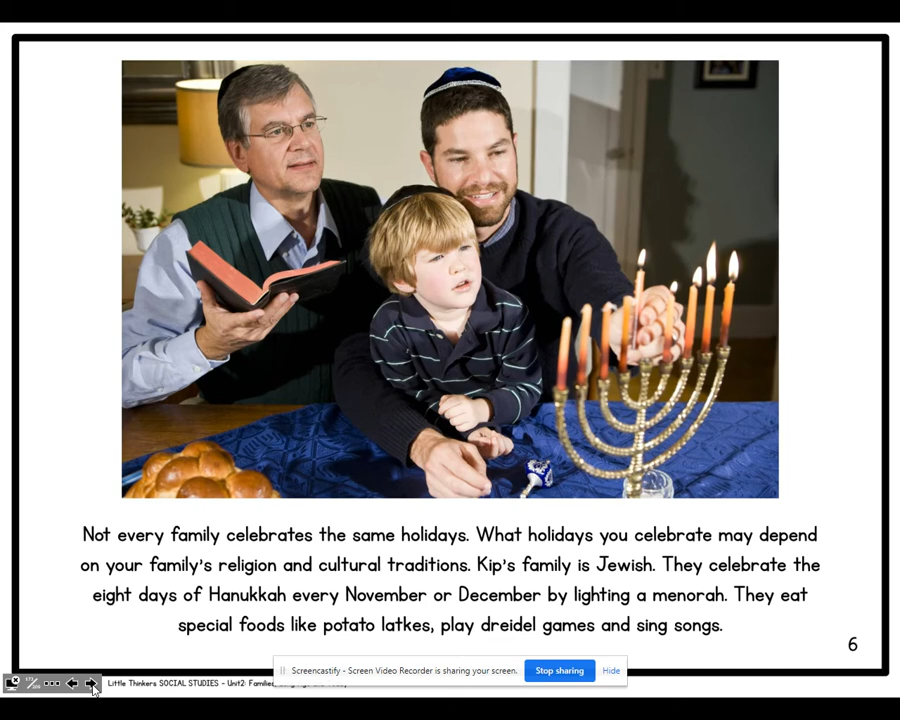 Not every family celebrates the same holidays. What holidays you celebrate may depend
on your family's religion and cultural traditions. Kip's family is Jewish. They celebrate the
eight days of Hanukkah every November or December by lighting a menorah. They eat
special foods like potato latkes, play dreidel games and sing songs.
6
Screencastify - Screen Video Recorder is sharing your screen. Stop sharing Hide
Little Thinkers SOCIAL STUDIES - Unit2: